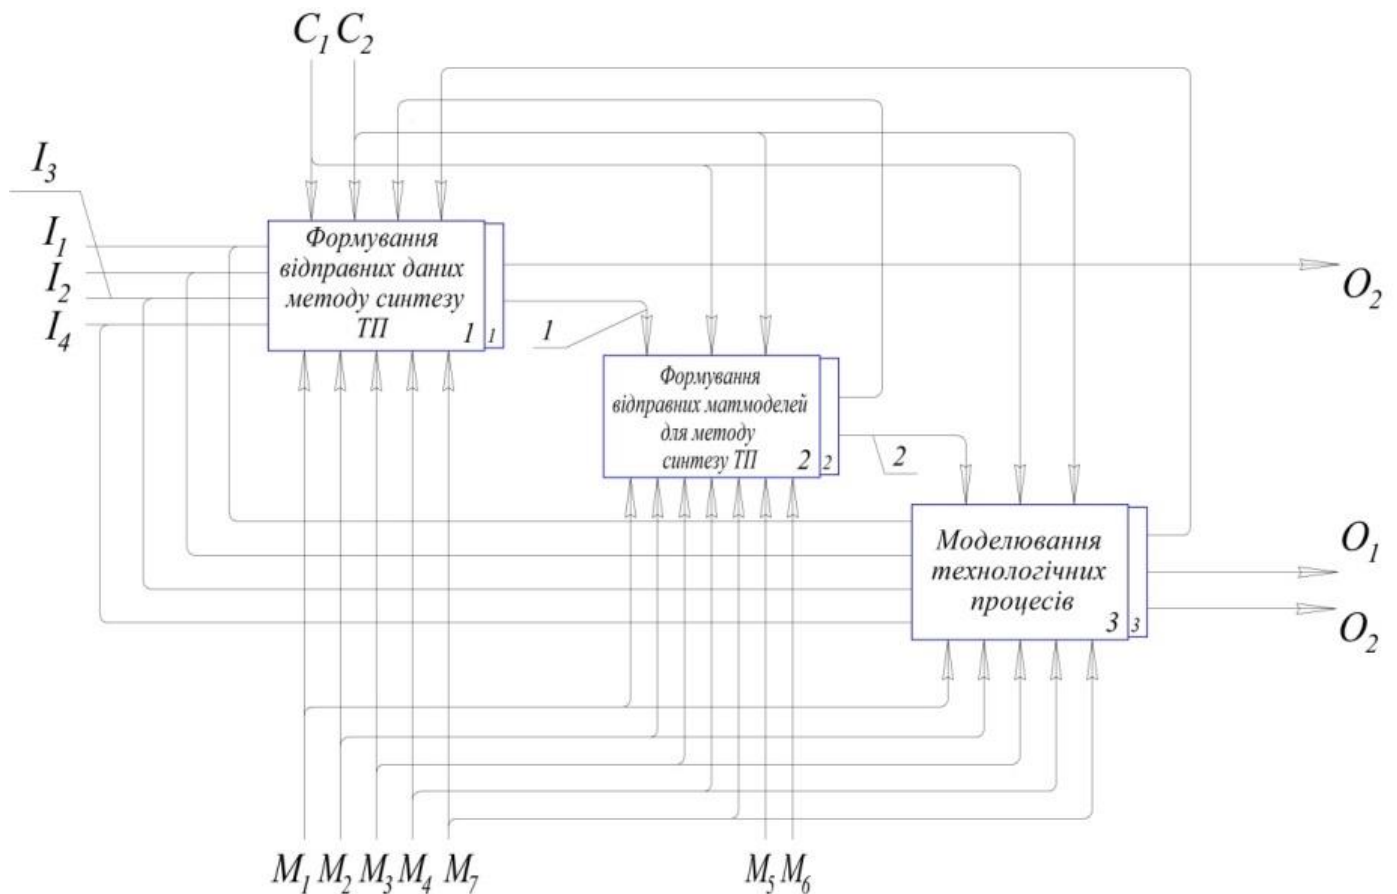 C₁ C₂
I₃
I₁
I₂
I₄
Формування
відправних даних
методу синтезу
ТП
1 1
1
O₂
Формування
відправних матмоделей
для методу
синтезу ТП
2 2
2
Моделювання
технологічних
процесів
3 3
O₁
O₂
M₁ M₂ M₃ M₄ M₇ M₅ M₆